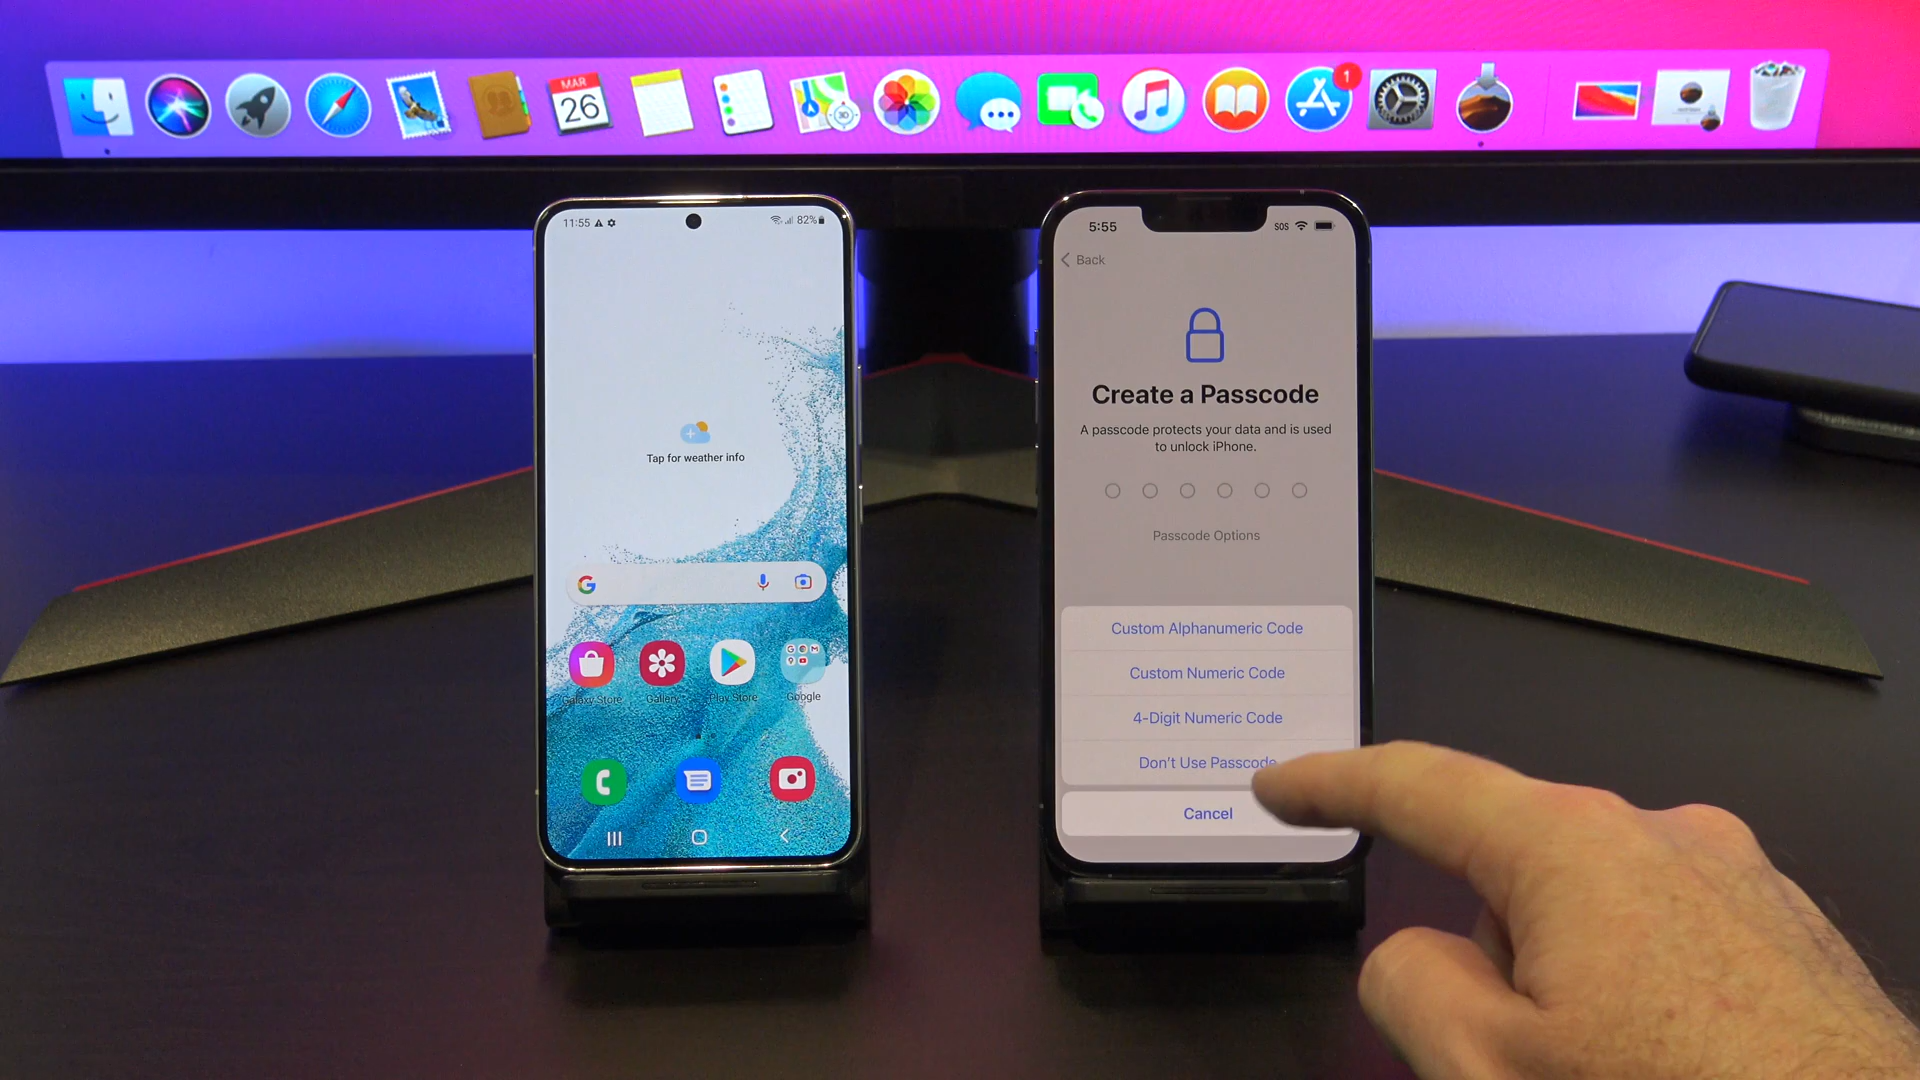 MAR
26
3D
1
11:55
82%
Tap for weather info
G
Galaxy Store
Gallery
Play Store
Google
5:55
SOS
Back
Create a Passcode
A passcode protects your data and is used
to unlock iPhone.
Passcode Options
Custom Alphanumeric Code
Custom Numeric Code
4-Digit Numeric Code
Don't Use Passcode
Cancel